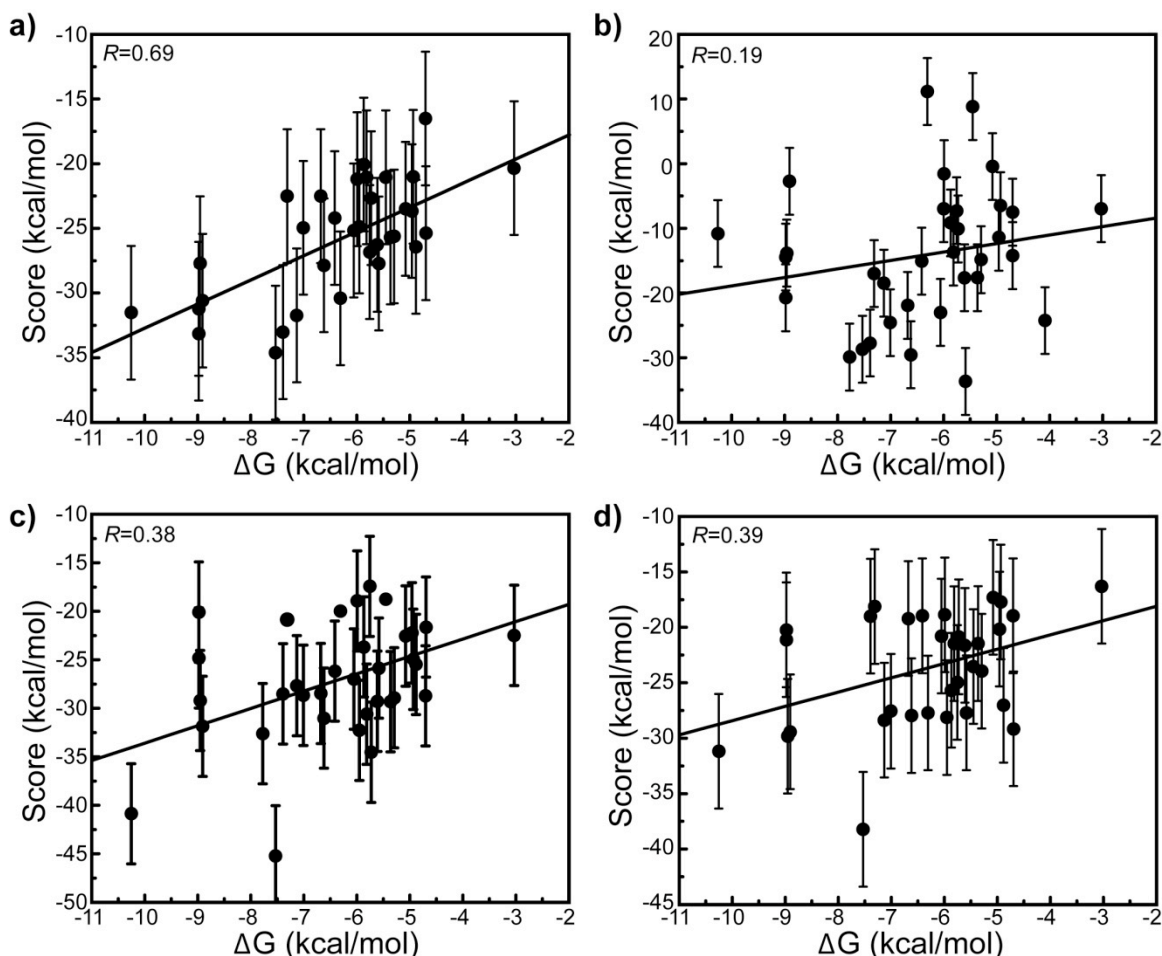 a)
R=0.69
-10
-15
-20
-25
-30
-35
-40
Score (kcal/mol)
-11 -10 -9 -8 -7 -6 -5 -4 -3 -2
ΔG (kcal/mol)
b)
R=0.19
20
10
0
-10
-20
-30
-40
Score (kcal/mol)
-11 -10 -9 -8 -7 -6 -5 -4 -3 -2
ΔG (kcal/mol)
c)
R=0.38
-10
-15
-20
-25
-30
-35
-40
-45
-50
Score (kcal/mol)
-11 -10 -9 -8 -7 -6 -5 -4 -3 -2
ΔG (kcal/mol)
d)
R=0.39
-10
-15
-20
-25
-30
-35
-40
-45
Score (kcal/mol)
-11 -10 -9 -8 -7 -6 -5 -4 -3 -2
ΔG (kcal/mol)